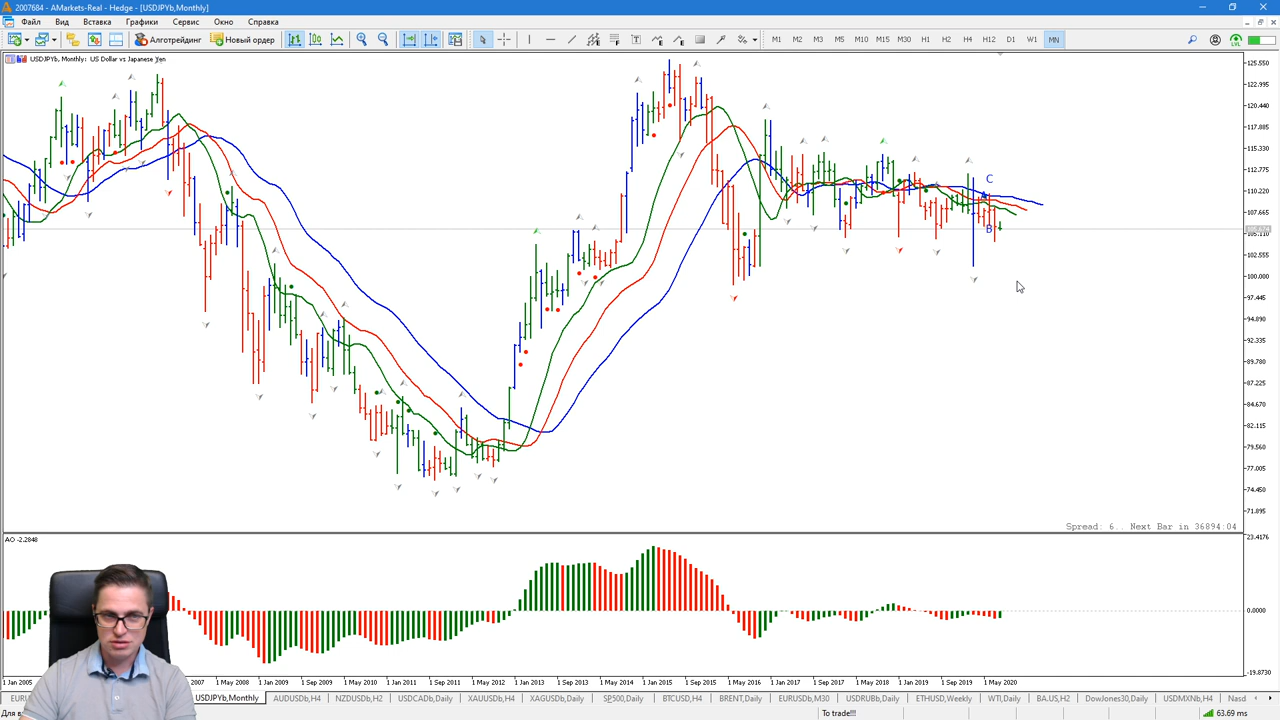 2007684 - AMarkets-Real - Hedge - [USDJPYb,Monthly]
Файл Вид Вставка Графики Сервис Окно Справка
Алготрейдинг Новый ордер M1 M2 M3 M5 M10 M15 M30 H1 H2 H4 H12 D1 W1 MN
USDJPYb, Monthly: US Dollar vs Japanese Yen
125.550
122.995
120.440
117.885
115.330
112.775
110.220
107.665
105.110
102.555
100.000
97.445
94.890
92.335
89.780
87.225
84.670
82.115
79.560
77.005
74.450
71.895
C
A
B
Spread: 6.. Next Bar in 36894:04
AO -2.2848
23.4176
0.0000
-19.8730
1 Jan 2005 2007 1 May 2008 1 Jan 2009 1 Sep 2009 1 May 2010 1 Jan 2011 1 Sep 2011 1 May 2012 1 Jan 2013 1 Sep 2013 1 May 2014 1 Jan 2015 1 Sep 2015 1 May 2016 1 Jan 2017 1 Sep 2017 1 May 2018 1 Jan 2019 1 Sep 2019 1 May 2020
USDJPYb,Monthly AUDUSDb,H4 NZDUSDb,H2 USDCADb,Daily XAUUSDb,H4 XAGUSDb,Daily SP500,Daily BTCUSD,H4 BRENT,Daily EURUSDb,M30 USDRUBb,Daily ETHUSD,Weekly WTI,Daily BA.US,H2 DowJones30,Daily USDMXNb,H4 Nasd
To trade!!!
63.69 ms